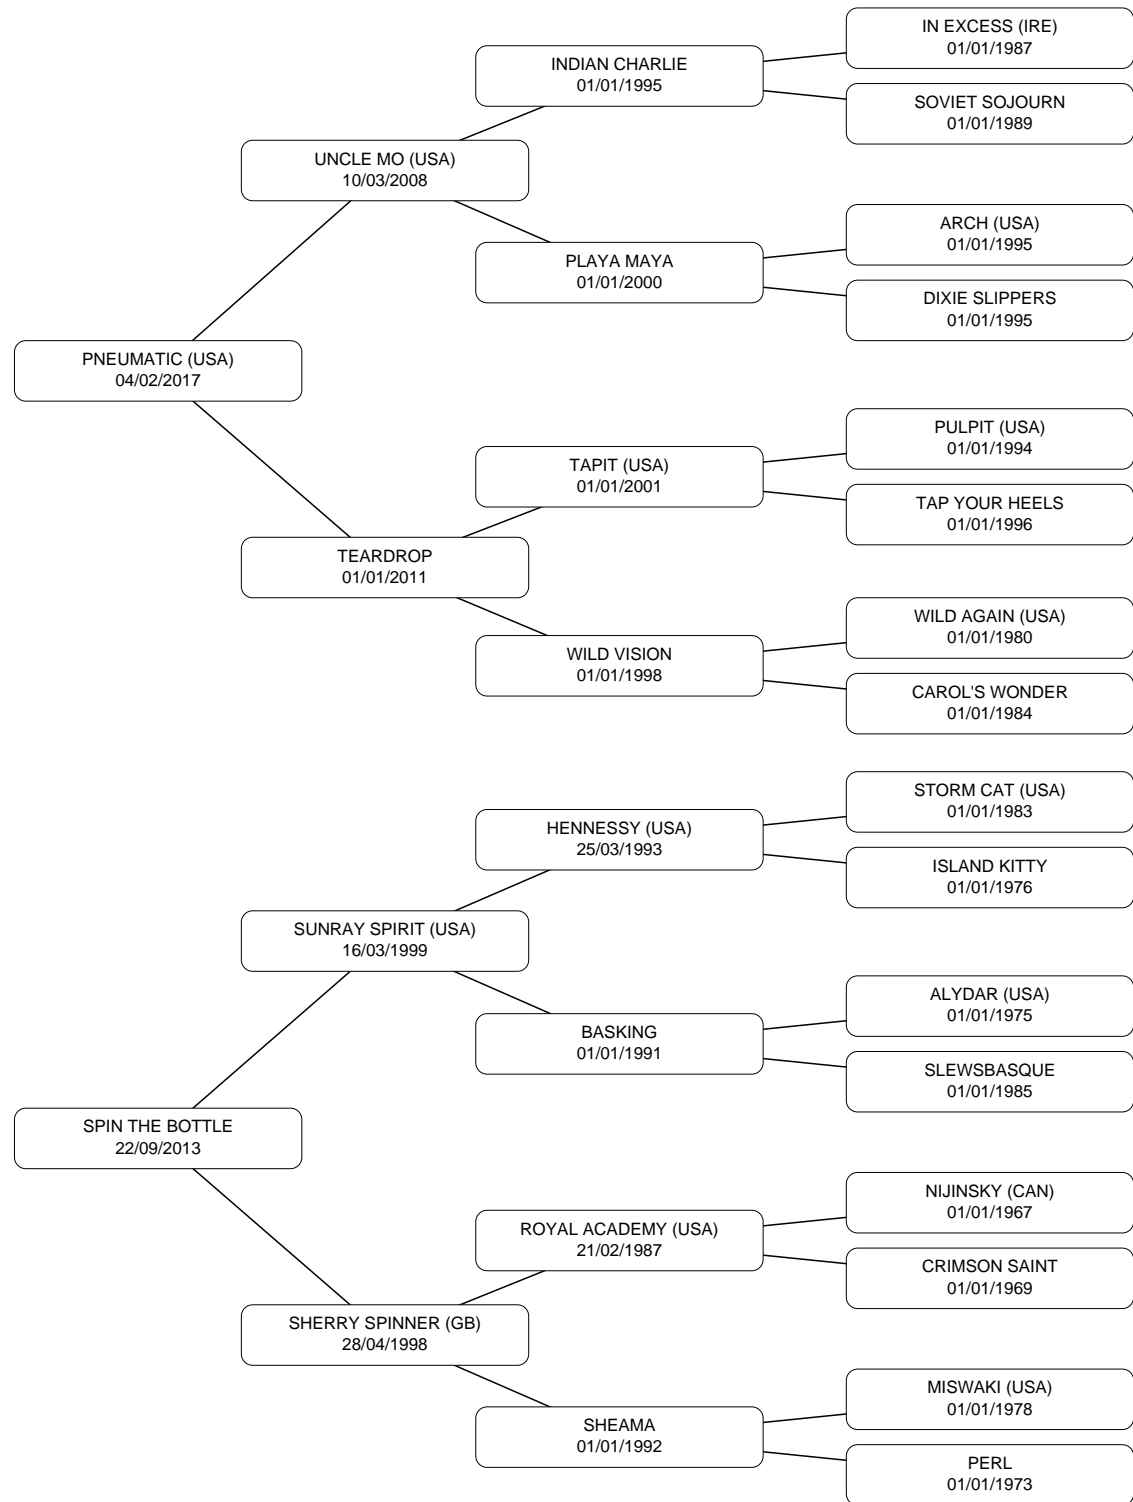 IN EXCESS (IRE)
01/01/1987
INDIAN CHARLIE
01/01/1995
SOVIET SOJOURN
01/01/1989
UNCLE MO (USA)
10/03/2008
ARCH (USA)
01/01/1995
PLAYA MAYA
01/01/2000
DIXIE SLIPPERS
01/01/1995
PNEUMATIC (USA)
04/02/2017
PULPIT (USA)
01/01/1994
TAPIT (USA)
01/01/2001
TAP YOUR HEELS
01/01/1996
TEARDROP
01/01/2011
WILD AGAIN (USA)
01/01/1980
WILD VISION
01/01/1998
CAROL'S WONDER
01/01/1984
STORM CAT (USA)
01/01/1983
HENNESSY (USA)
25/03/1993
ISLAND KITTY
01/01/1976
SUNRAY SPIRIT (USA)
16/03/1999
ALYDAR (USA)
01/01/1975
BASKING
01/01/1991
SLEWSBASQUE
01/01/1985
SPIN THE BOTTLE
22/09/2013
NIJINSKY (CAN)
01/01/1967
ROYAL ACADEMY (USA)
21/02/1987
CRIMSON SAINT
01/01/1969
SHERRY SPINNER (GB)
28/04/1998
MISWAKI (USA)
01/01/1978
SHEAMA
01/01/1992
PERL
01/01/1973